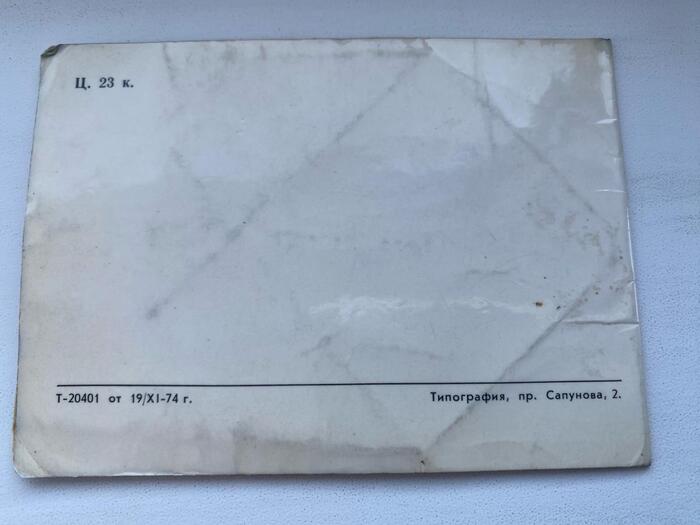 Ц. 23 к.
Т-20401 от 19/XI-74 г. Типография, пр. Сапунова, 2.